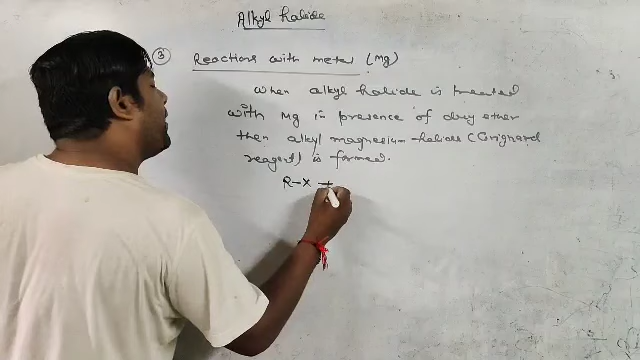 Alkyl halide
③ Reactions with metal (Mg)
When alkyl halide is treated
with Mg in presence of dry ether
then alkyl magnesium halide (Grignard
reagent) is formed.
R-X +